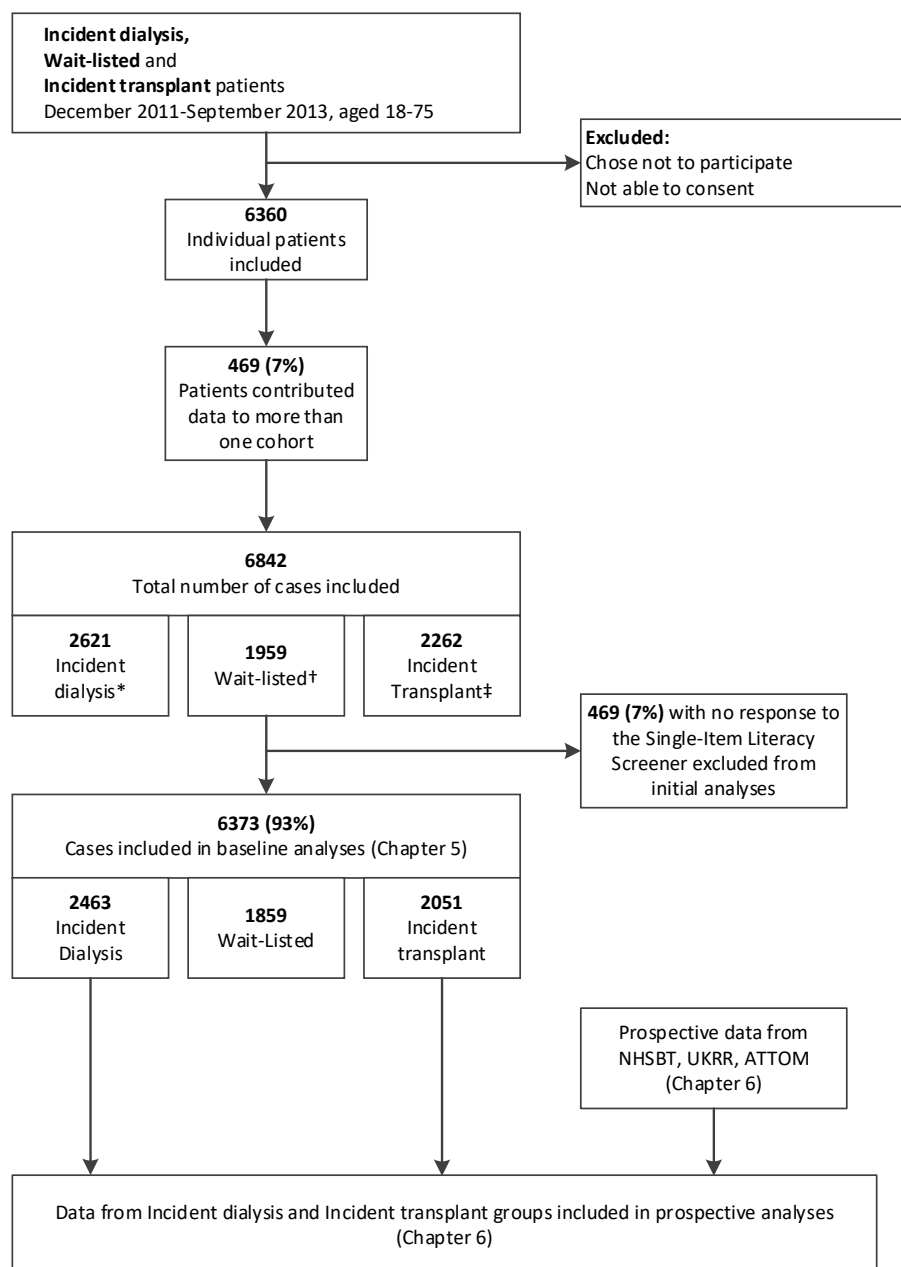 Incident dialysis,
Wait-listed and
Incident transplant patients
December 2011-September 2013, aged 18-75
Excluded:
Chose not to participate
Not able to consent
6360
Individual patients
included
469 (7%)
Patients contributed
data to more than
one cohort
6842
Total number of cases included
2621
Incident
dialysis*
1959
Wait-listed†
2262
Incident
Transplant‡
469 (7%) with no response to
the Single-Item Literacy
Screener excluded from
initial analyses
6373 (93%)
Cases included in baseline analyses (Chapter 5)
2463
Incident
Dialysis
1859
Wait-Listed
2051
Incident
transplant
Prospective data from
NHSBT, UKRR, ATTOM
(Chapter 6)
Data from Incident dialysis and Incident transplant groups included in prospective analyses
(Chapter 6)